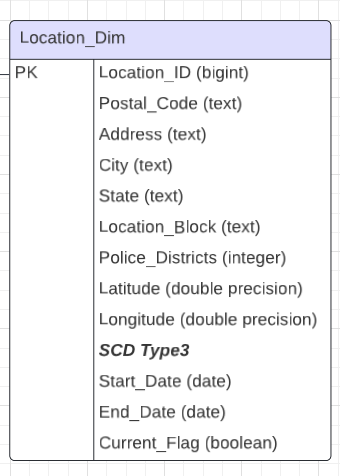 Location_Dim
PK Location_ID (bigint)
Postal_Code (text)
Address (text)
City (text)
State (text)
Location_Block (text)
Police_Districts (integer)
Latitude (double precision)
Longitude (double precision)
SCD Type3
Start_Date (date)
End_Date (date)
Current_Flag (boolean)